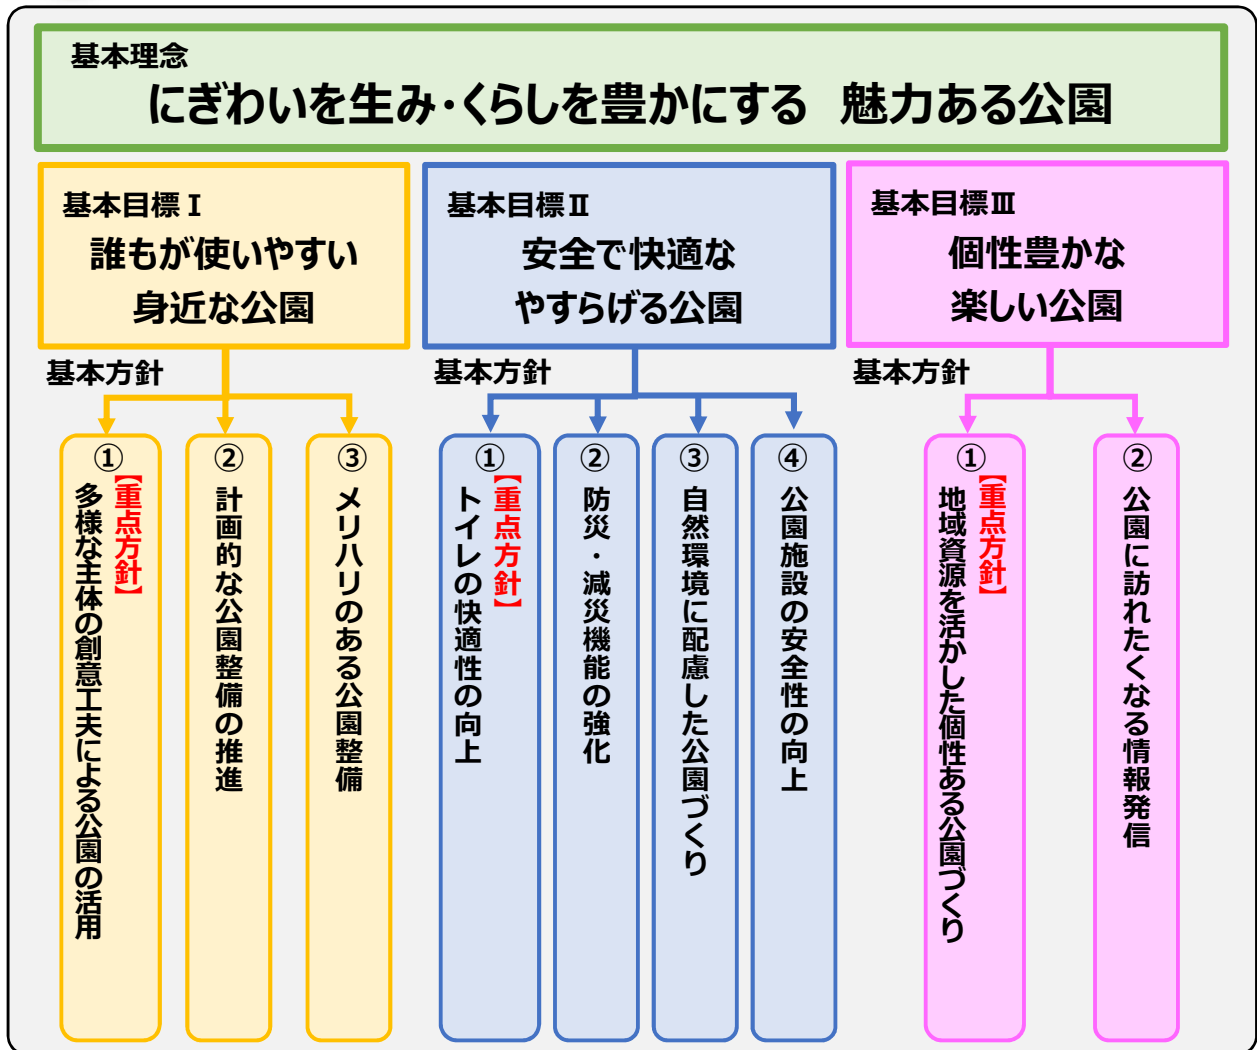 基本理念
にぎわいを生み・くらしを豊かにする 魅力ある公園
基本目標Ⅰ
誰もが使いやすい
身近な公園
基本方針
①
【重点方針】
多様な主体の創意工夫による公園の活用
②
計画的な公園整備の推進
③
メリハリのある公園整備
基本目標Ⅱ
安全で快適な
やすらげる公園
基本方針
①
【重点方針】
トイレの快適性の向上
②
防災・減災機能の強化
③
自然環境に配慮した公園づくり
④
公園施設の安全性の向上
基本目標Ⅲ
個性豊かな
楽しい公園
基本方針
①
【重点方針】
地域資源を活かした個性ある公園づくり
②
公園に訪れたくなる情報発信